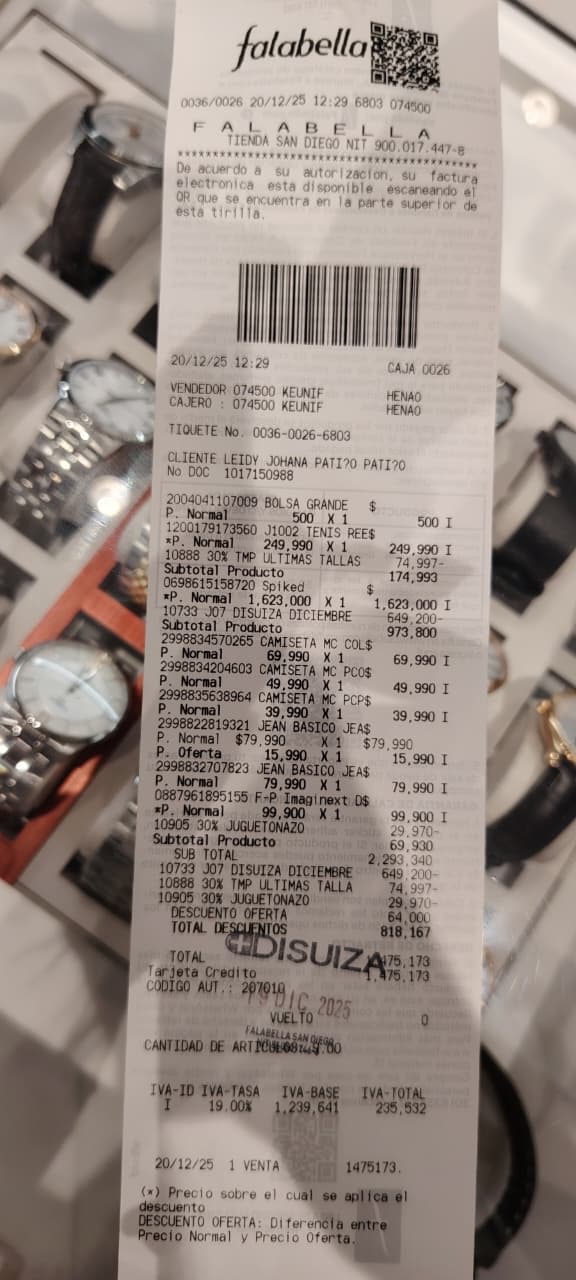 falabella
0036/0026 20/12/25 12:29 6803 074500
F A L A B E L L A
TIENDA SAN DIEGO NIT 900.017.447-8
****************************************
De acuerdo a su autorizacion, su factura
electronica esta disponible escaneando el
QR que se encuentra en la parte superior de
esta tirilla.
20/12/25 12:29 CAJA 0026
VENDEDOR 074500 KEUNIF HENAO
CAJERO : 074500 KEUNIF HENAO
TIQUETE No. 0036-0026-6803
CLIENTE LEIDY JOHANA PATI?O PATI?O
No DOC 1017150988
2004041107009 BOLSA GRANDE $
P. Normal 500 X 1 500 I
1200179173560 J1002 TENIS REE$
*P. Normal 249,990 X 1 249,990 I
10888 30% TMP ULTIMAS TALLAS 74,997-
Subtotal Producto 174,993
0698615158720 Spiked $
*P. Normal 1,623,000 X 1 1,623,000 I
10733 J07 DISUIZA DICIEMBRE 649,200-
Subtotal Producto 973,800
2998834570265 CAMISETA MC COL$
P. Normal 69,990 X 1 69,990 I
2998834204603 CAMISETA MC PCO$
P. Normal 49,990 X 1 49,990 I
2998835638964 CAMISETA MC PCP$
P. Normal 39,990 X 1 39,990 I
2998822819321 JEAN BASICO JEA$
P. Normal $79,990 X 1 $79,990
P. Oferta 15,990 X 1 15,990 I
2998832707823 JEAN BASICO JEA$
P. Normal 79,990 X 1 79,990 I
0887961895155 F-P Imaginext D$
*P. Normal 99,900 X 1 99,900 I
10905 30% JUGUETONAZO 29,970-
Subtotal Producto 69,930
SUB TOTAL 2,293,340
10733 J07 DISUIZA DICIEMBRE 649,200-
10888 30% TMP ULTIMAS TALLA 74,997-
10905 30% JUGUETONAZO 29,970-
DESCUENTO OFERTA 64,000
TOTAL DESCUENTOS 818,167
DISUIZA
TOTAL 475,173
Tarjeta Credito 1,475,173
CODIGO AUT.: 207010
19 DIC 2025
VUELTO 0
FALABELLA SAN DIEGO
CANTIDAD DE ARTICULOS
IVA-ID IVA-TASA IVA-BASE IVA-TOTAL
I 19.00% 1,239,641 235,532
20/12/25 1 VENTA 1475173.
(*) Precio sobre el cual se aplica el
descuento
DESCUENTO OFERTA: Diferencia entre
Precio Normal y Precio Oferta.